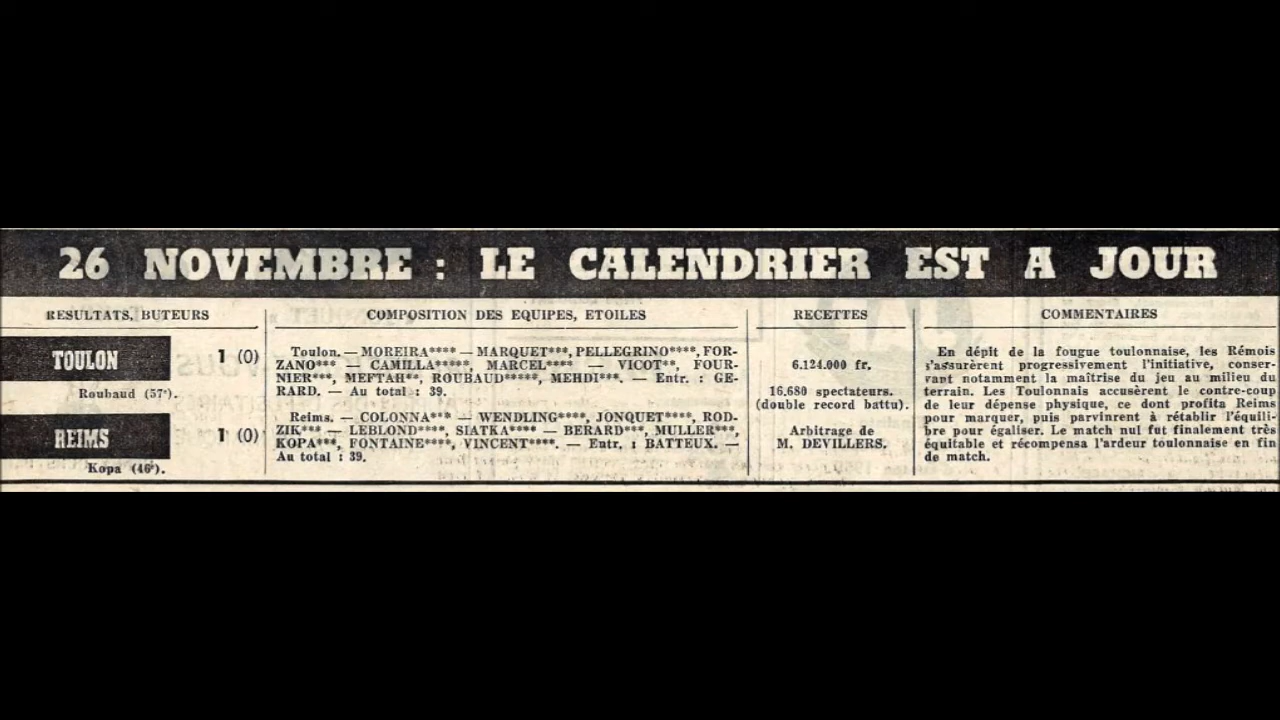 26 NOVEMBRE : LE CALENDRIER EST A JOUR
RESULTATS, BUTEURS
TOULON 1 (0)
Roubaud (57').
REIMS 1 (0)
Kopa (46').
COMPOSITION DES EQUIPES, ETOILES
Toulon. — MOREIRA**** — MARQUET***, PELLEGRINO****, FOR-
ZANO*** — CAMILLA*****, MARCEL**** — VICOT**, FOUR-
NIER***, MEFTAH**, ROUBAUD*****, MEHDI***. — Entr. : GE-
RARD. — Au total : 39.
Reims. — COLONNA*** — WENDLING****, JONQUET****, ROD-
ZIK*** — LEBLOND****, SIATKA**** — BERARD***, MULLER***,
KOPA***, FONTAINE****, VINCENT****. — Entr. : BATTEUX. —
Au total : 39.
RECETTES
6.124.000 fr.
16.680 spectateurs.
(double record battu).
Arbitrage de
M. DEVILLERS.
COMMENTAIRES
En dépit de la fougue toulonnaise, les Rémois
s'assurèrent progressivement l'initiative, conser-
vant notamment la maîtrise du jeu au milieu du
terrain. Les Toulonnais accusèrent le contre-coup
de leur dépense physique, ce dont profita Reims
pour marquer, puis parvinrent à rétablir l'équili-
bre pour égaliser. Le match nul fut finalement très
équitable et récompensa l'ardeur toulonnaise en fin
de match.